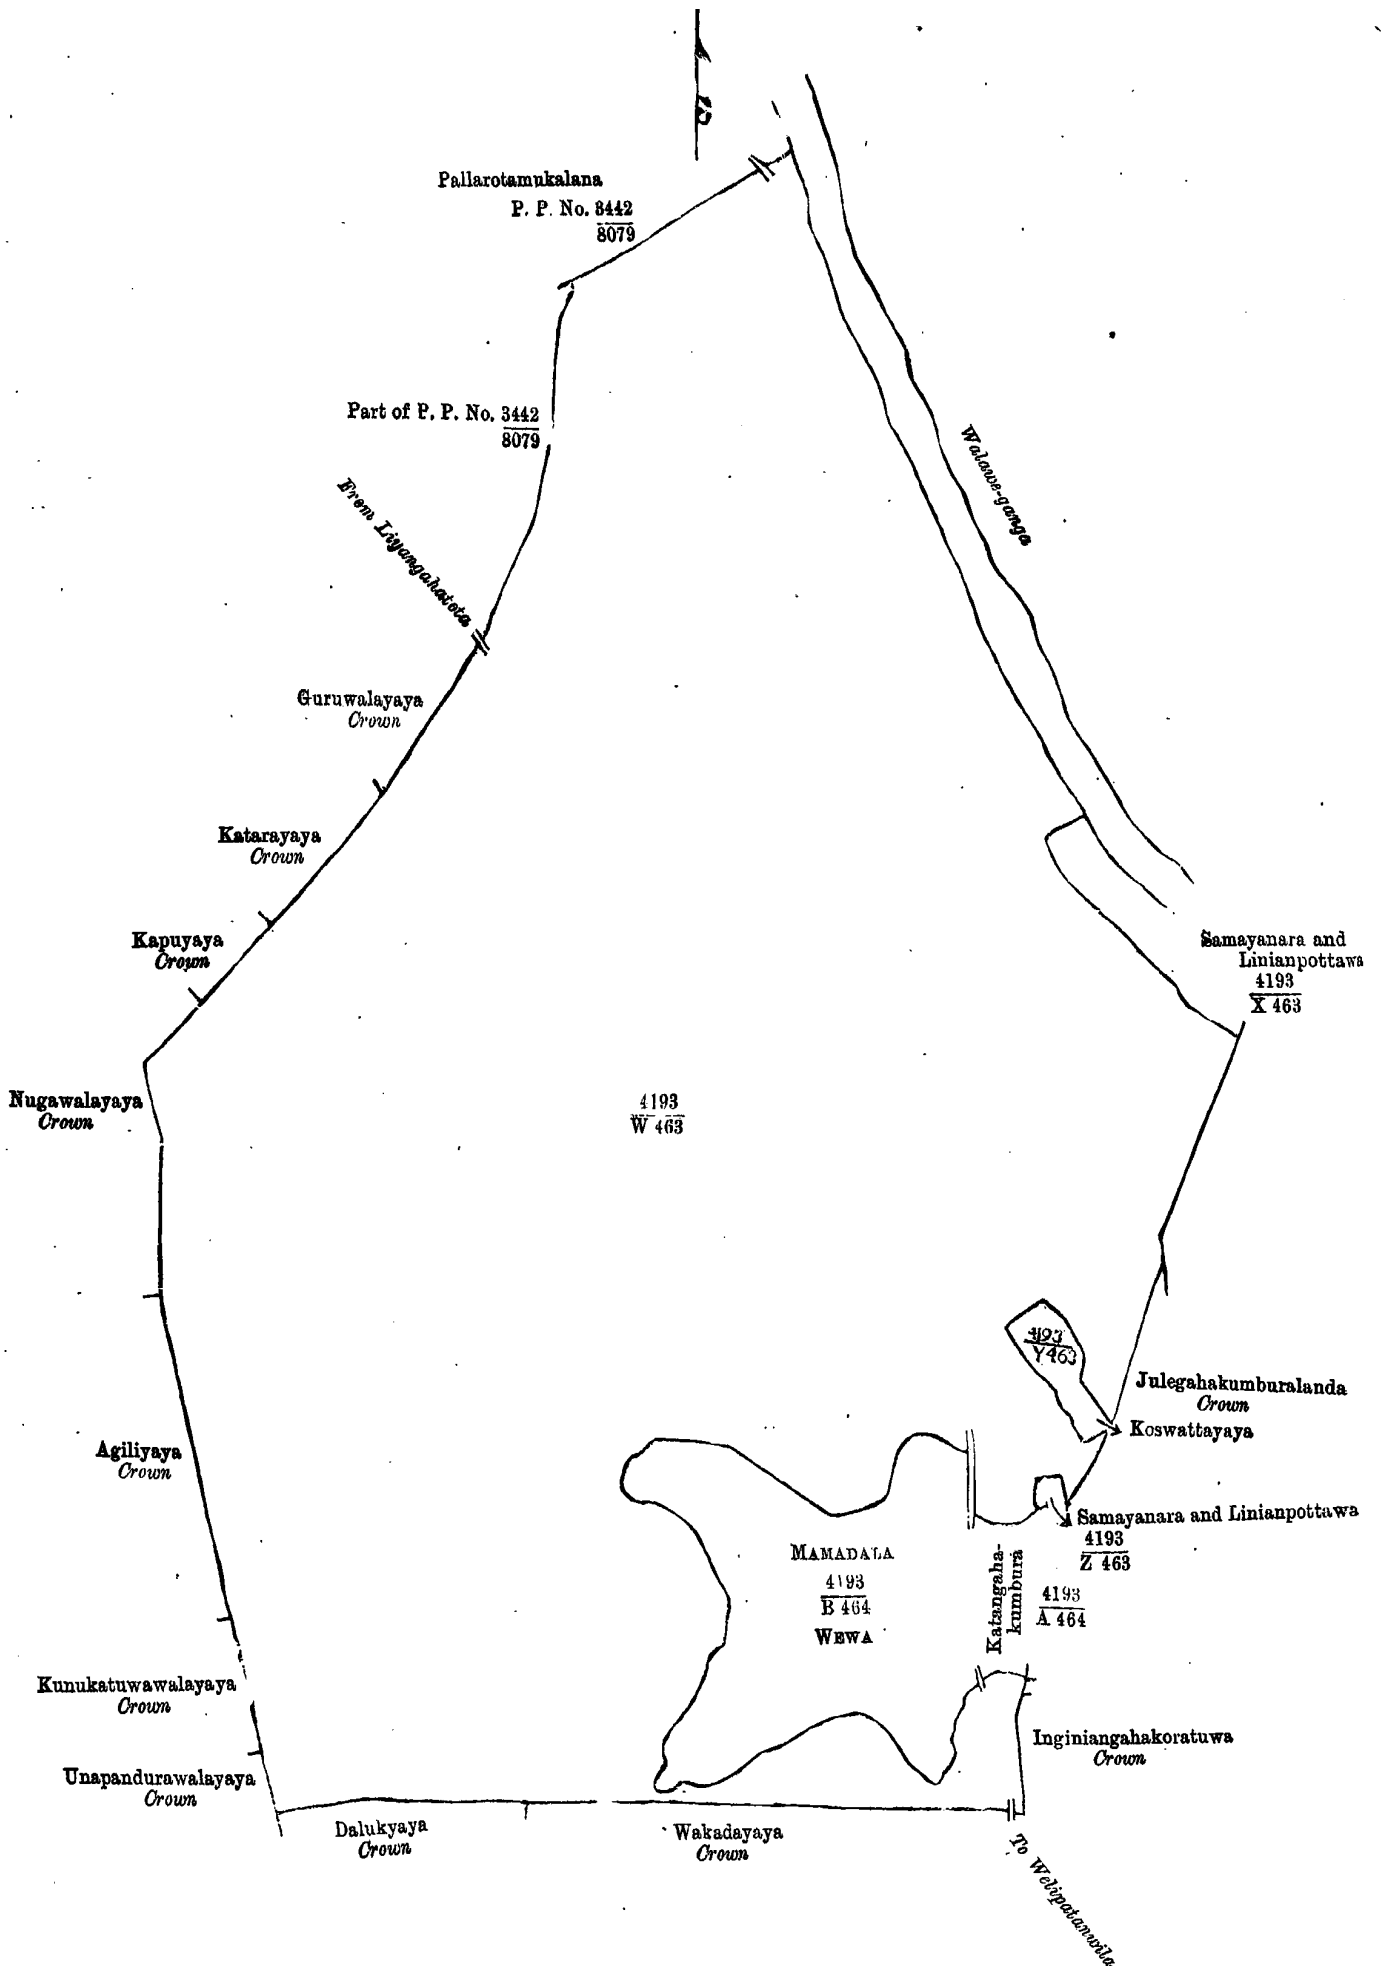 Pallarotamukalana
P. P. No. 3442
8079
Part of P. P. No. 3442
8079
Walawe-ganga
From Liyangahatota
Guruwalayaya
Crown
Katarayaya
Crown
Kapuyaya
Crown
Samayanara and
Linianpottawa
4193
X 463
Nugawalayaya
Crown
4193
W 463
4193
Y 463
Julegahakumburalanda
Crown
Koswattayaya
Agiliyaya
Crown
Samayanara and Linianpottawa
4193
Z 463
MAMADALA
4193
B 464
WEWA
Katangaha-
kumbura
4193
A 464
Kunukatuwawalayaya
Crown
Inginiangahakoratuwa
Crown
Unapandurawalayaya
Crown
Dalukyaya
Crown
Wakadayaya
Crown
To Welipatanwila